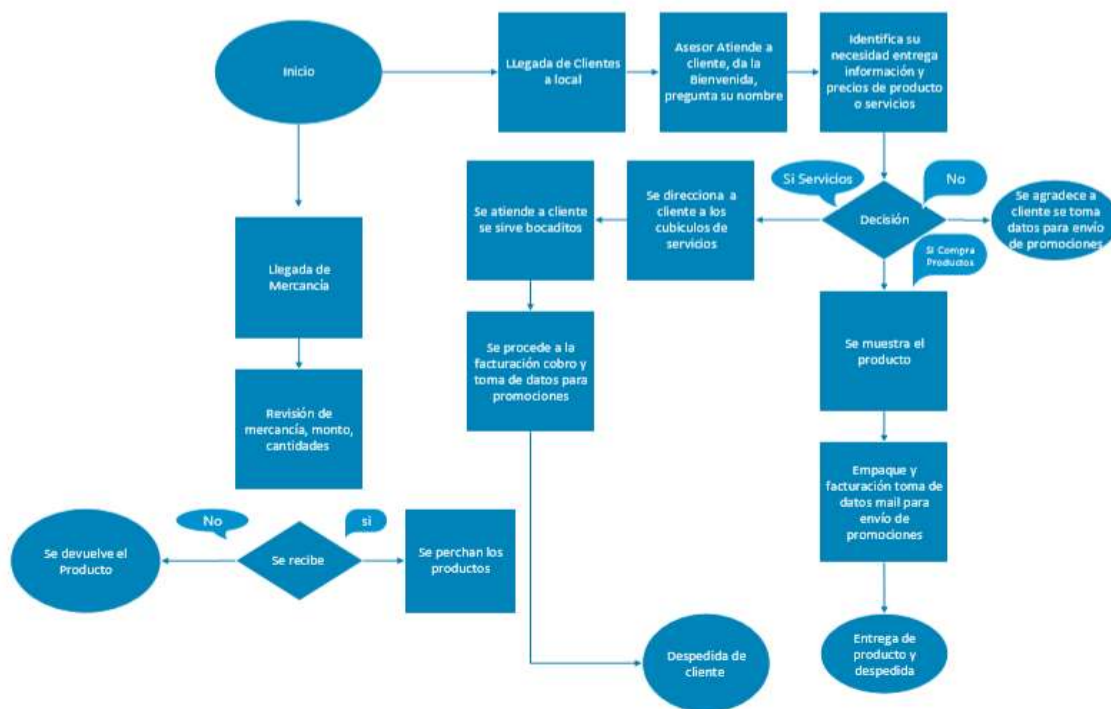 Inicio
LLegada de Clientes
a local
Asesor Atiende a
cliente, da la
Bienvenida,
pregunta su nombre
Identifica su
necesidad entrega
información y
precios de producto
o servicios
Si Servicios
No
Decisión
Se agradece a
cliente se toma
datos para envío
de promociones
Se direcciona a
cliente a los
cubículos de
servicios
Se atiende a cliente
se sirve bocaditos
Si Compra
Productos
Llegada de
Mercancía
Se muestra el
producto
Se procede a la
facturación cobro y
toma de datos para
promociones
Revisión de
mercancía, monto,
cantidades
Empaque y
facturación toma de
datos mail para
envío de
promociones
No
si
Se devuelve el
Producto
Se recibe
Se perchan los
productos
Despedida de
cliente
Entrega de
producto y
despedida